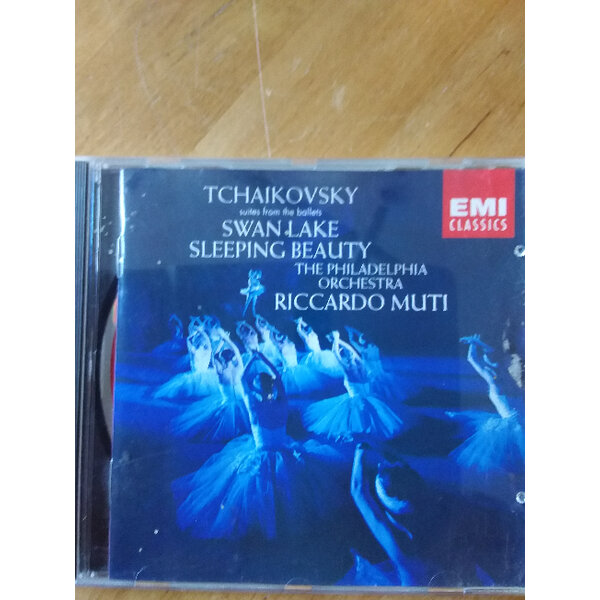 TCHAIKOVSKY
suites from the ballets
SWAN LAKE
SLEEPING BEAUTY
THE PHILADELPHIA
ORCHESTRA
RICCARDO MUTI
EMI
CLASSICS